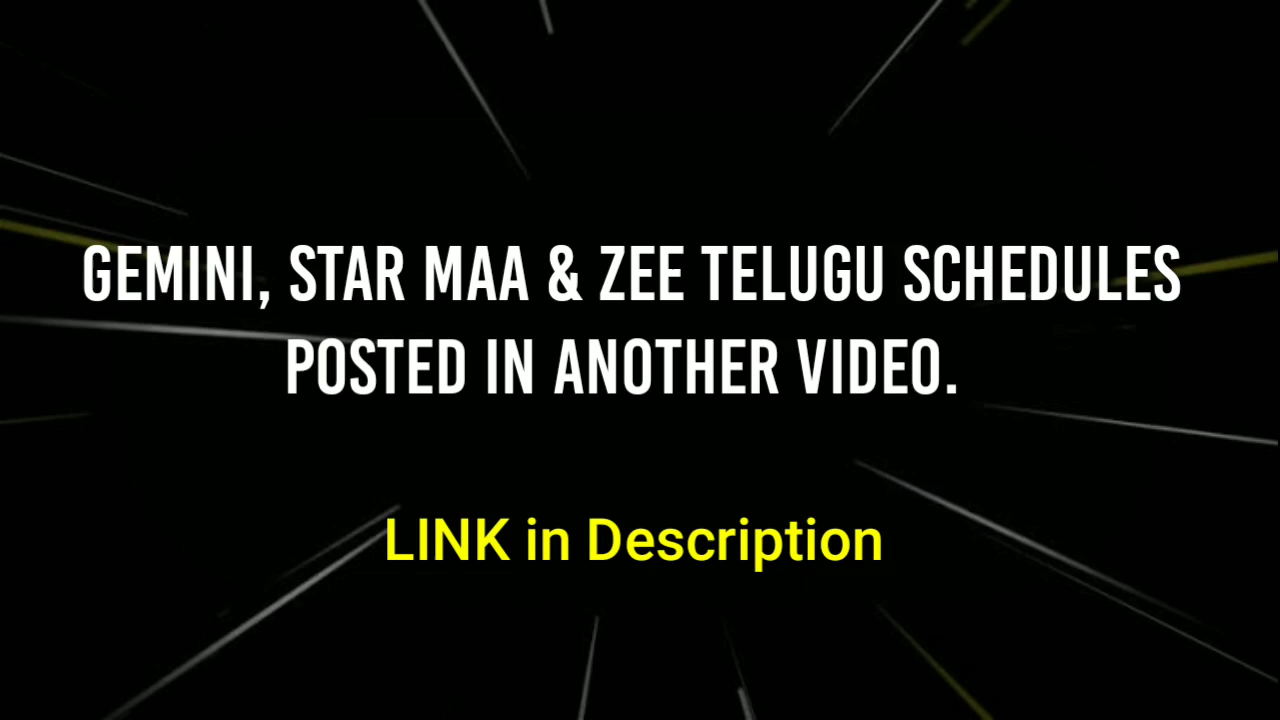 GEMINI, STAR MAA & ZEE TELUGU SCHEDULES
POSTED IN ANOTHER VIDEO.
LINK in Description